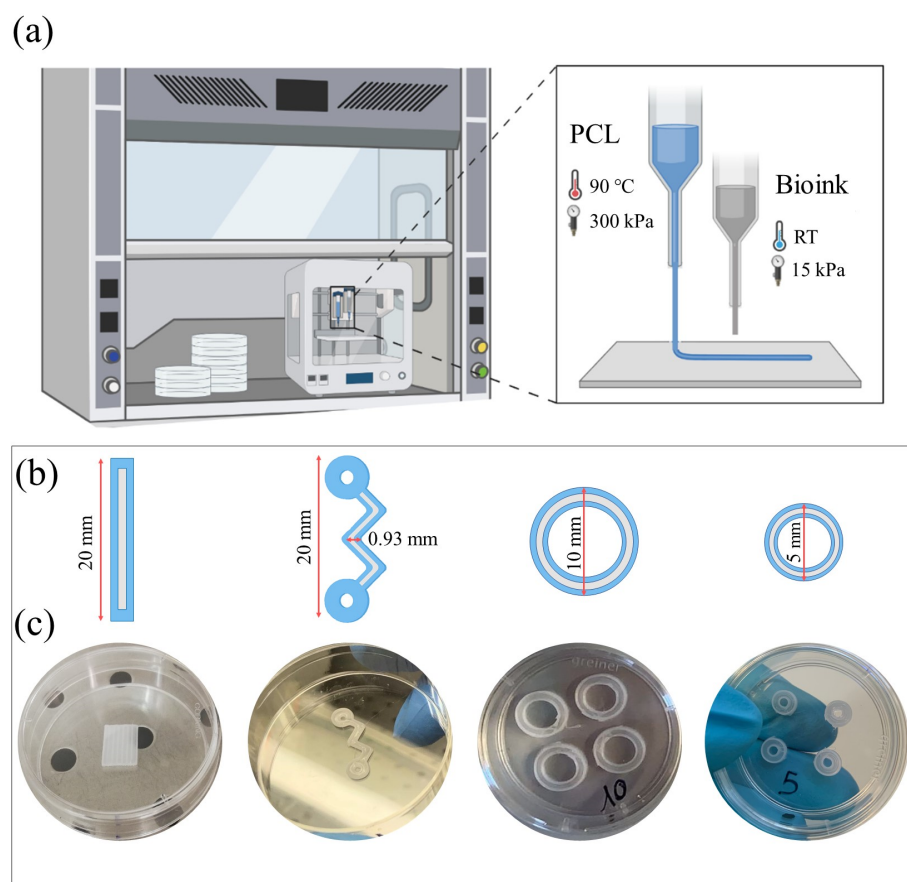 (a)
PCL
90 °C
300 kPa
Bioink
RT
15 kPa
(b)
20 mm
20 mm
0.93 mm
10 mm
5 mm
(c)
greiner
10
5